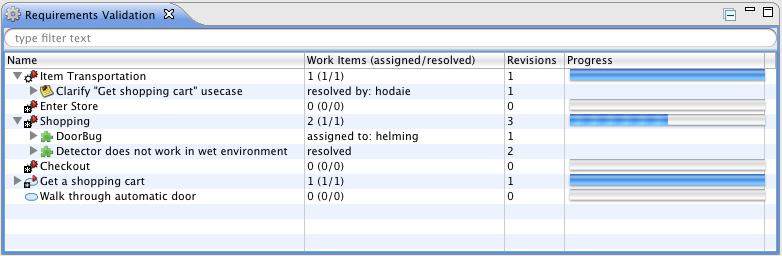 Requirements Validation
type filter text
Name Work Items (assigned/resolved) Revisions Progress
Item Transportation 1 (1/1) 1
Clarify "Get shopping cart" usecase resolved by: hodaie 1
Enter Store 0 (0/0) 0
Shopping 2 (1/1) 3
DoorBug assigned to: helming 1
Detector does not work in wet environment resolved 2
Checkout 0 (0/0) 0
Get a shopping cart 1 (1/1) 1
Walk through automatic door 0 (0/0) 0